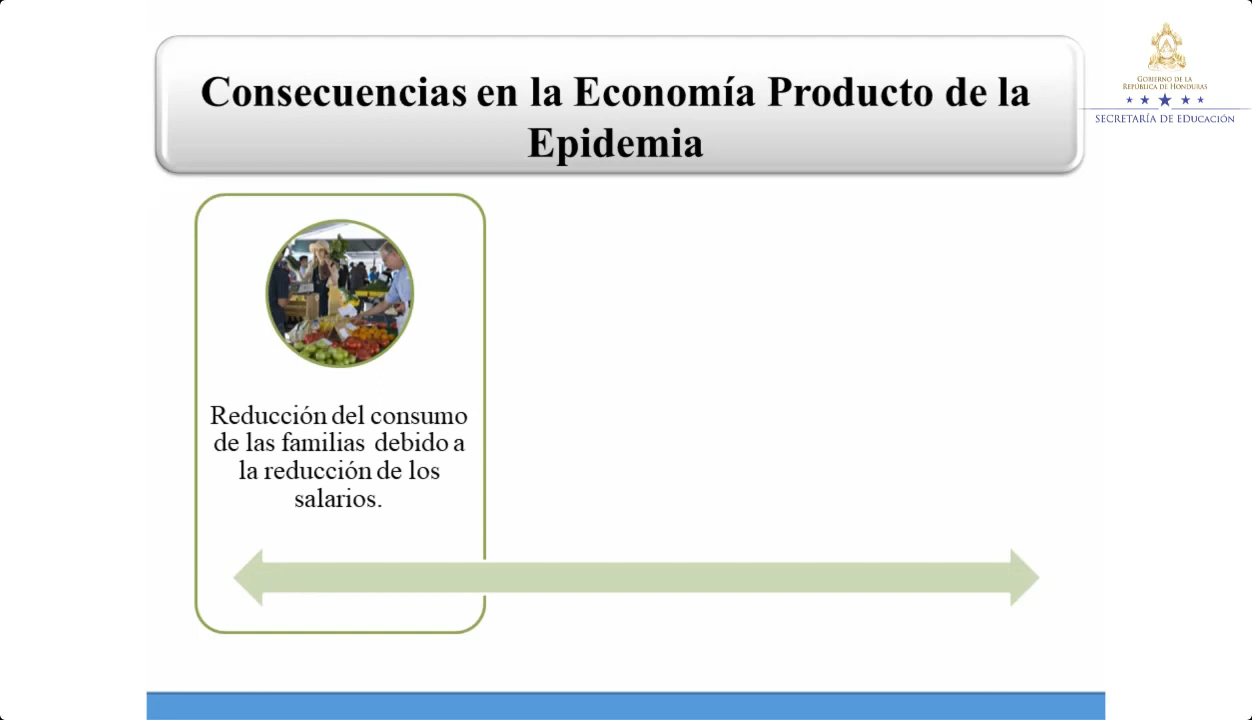 Consecuencias en la Economía Producto de la
Epidemia
GOBIERNO DE LA
REPÚBLICA DE HONDURAS
SECRETARÍA DE EDUCACIÓN
Reducción del consumo
de las familias debido a
la reducción de los
salarios.